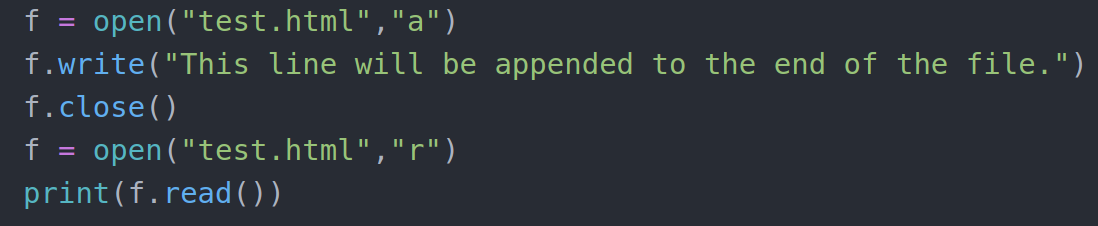 f = open("test.html","a")
f.write("This line will be appended to the end of the file.")
f.close()
f = open("test.html","r")
print(f.read())